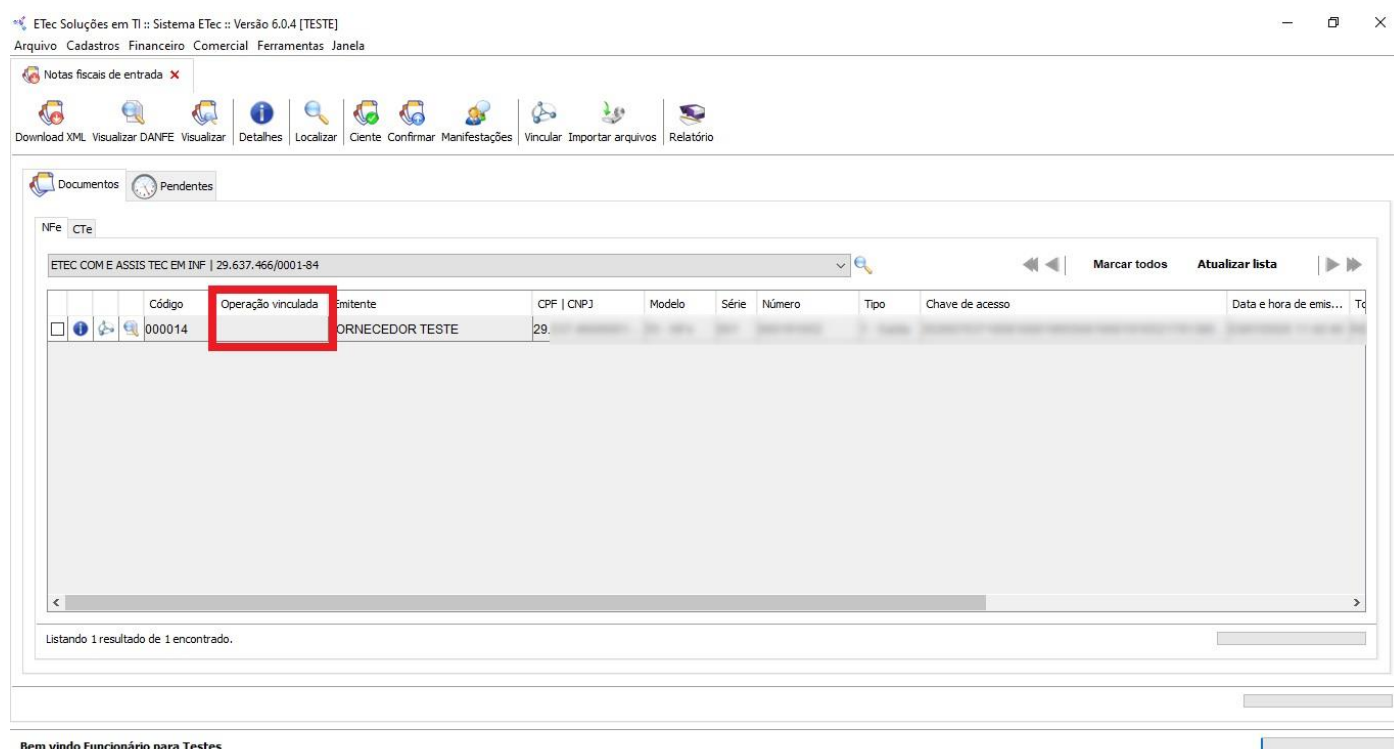 ETec Soluções em TI :: Sistema ETec :: Versão 6.0.4 [TESTE]
Arquivo Cadastros Financeiro Comercial Ferramentas Janela
Notas fiscais de entrada
Download XML Visualizar DANFE Visualizar Detalhes Localizar Ciente Confirmar Manifestações Vincular Importar arquivos Relatório
Documentos Pendentes
NFe CTe
ETEC COM E ASSIS TEC EM INF | 29.637.466/0001-84 Marcar todos Atualizar lista
Código Operação vinculada Emitente CPF | CNPJ Modelo Série Número Tipo Chave de acesso Data e hora de emis...
000014 ORNECEDOR TESTE 29.
Listando 1 resultado de 1 encontrado.
Bem vindo Funcionário para Testes